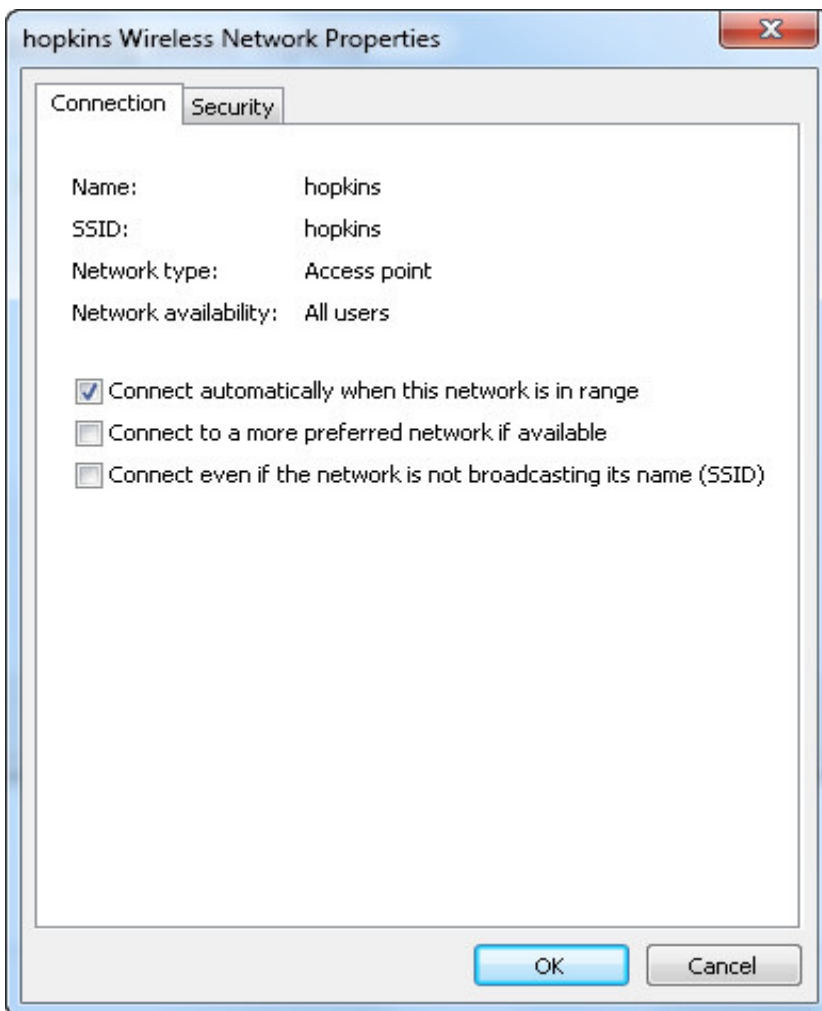 hopkins Wireless Network Properties
Connection Security
Name: hopkins
SSID: hopkins
Network type: Access point
Network availability: All users
Connect automatically when this network is in range
Connect to a more preferred network if available
Connect even if the network is not broadcasting its name (SSID)
OK Cancel